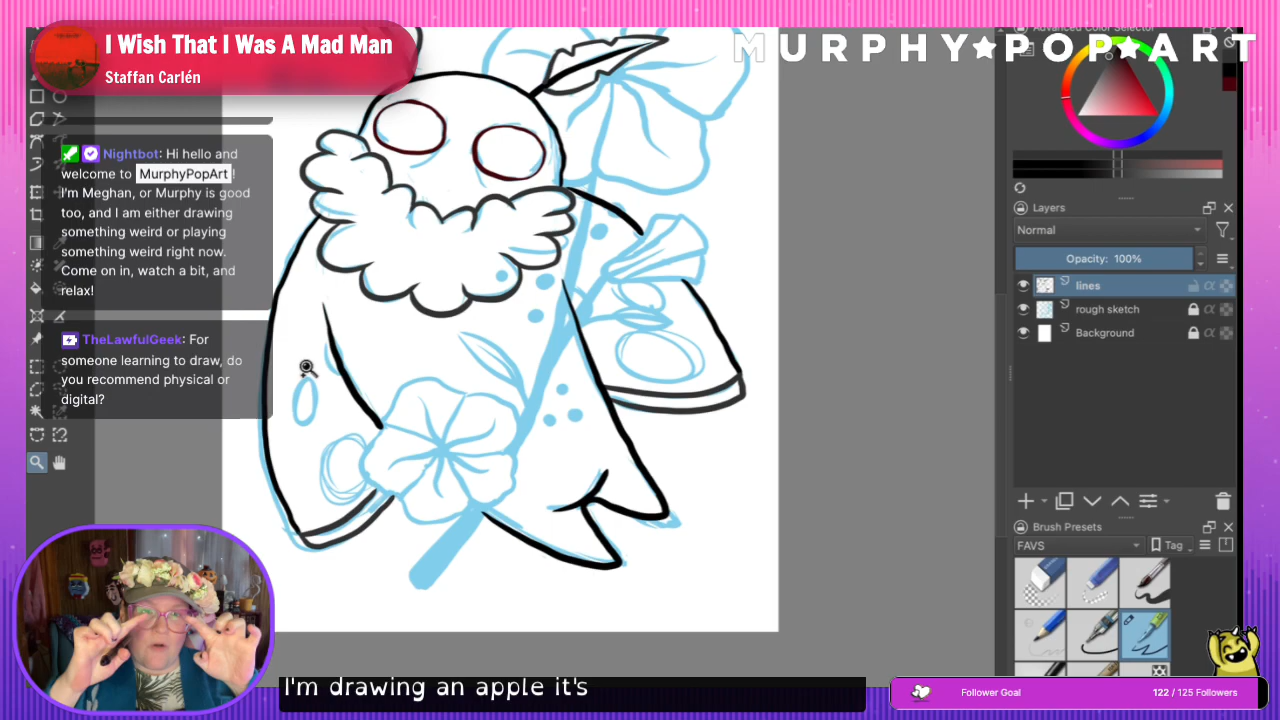 I Wish That I Was A Mad Man
Staffan Carlén
MURPHY★POP★ART
Advanced Color Selector
Nightbot: Hi hello and
welcome to MurphyPopArt!
I'm Meghan, or Murphy is good
too, and I am either drawing
something weird or playing
something weird right now.
Come on in, watch a bit, and
relax!
TheLawfulGeek: For
someone learning to draw, do
you recommend physical or
digital?
Layers
Normal
Opacity: 100%
lines
rough sketch
Background
Brush Presets
FAVS
Tag
I'm drawing an apple it's
Follower Goal
122 / 125 Followers